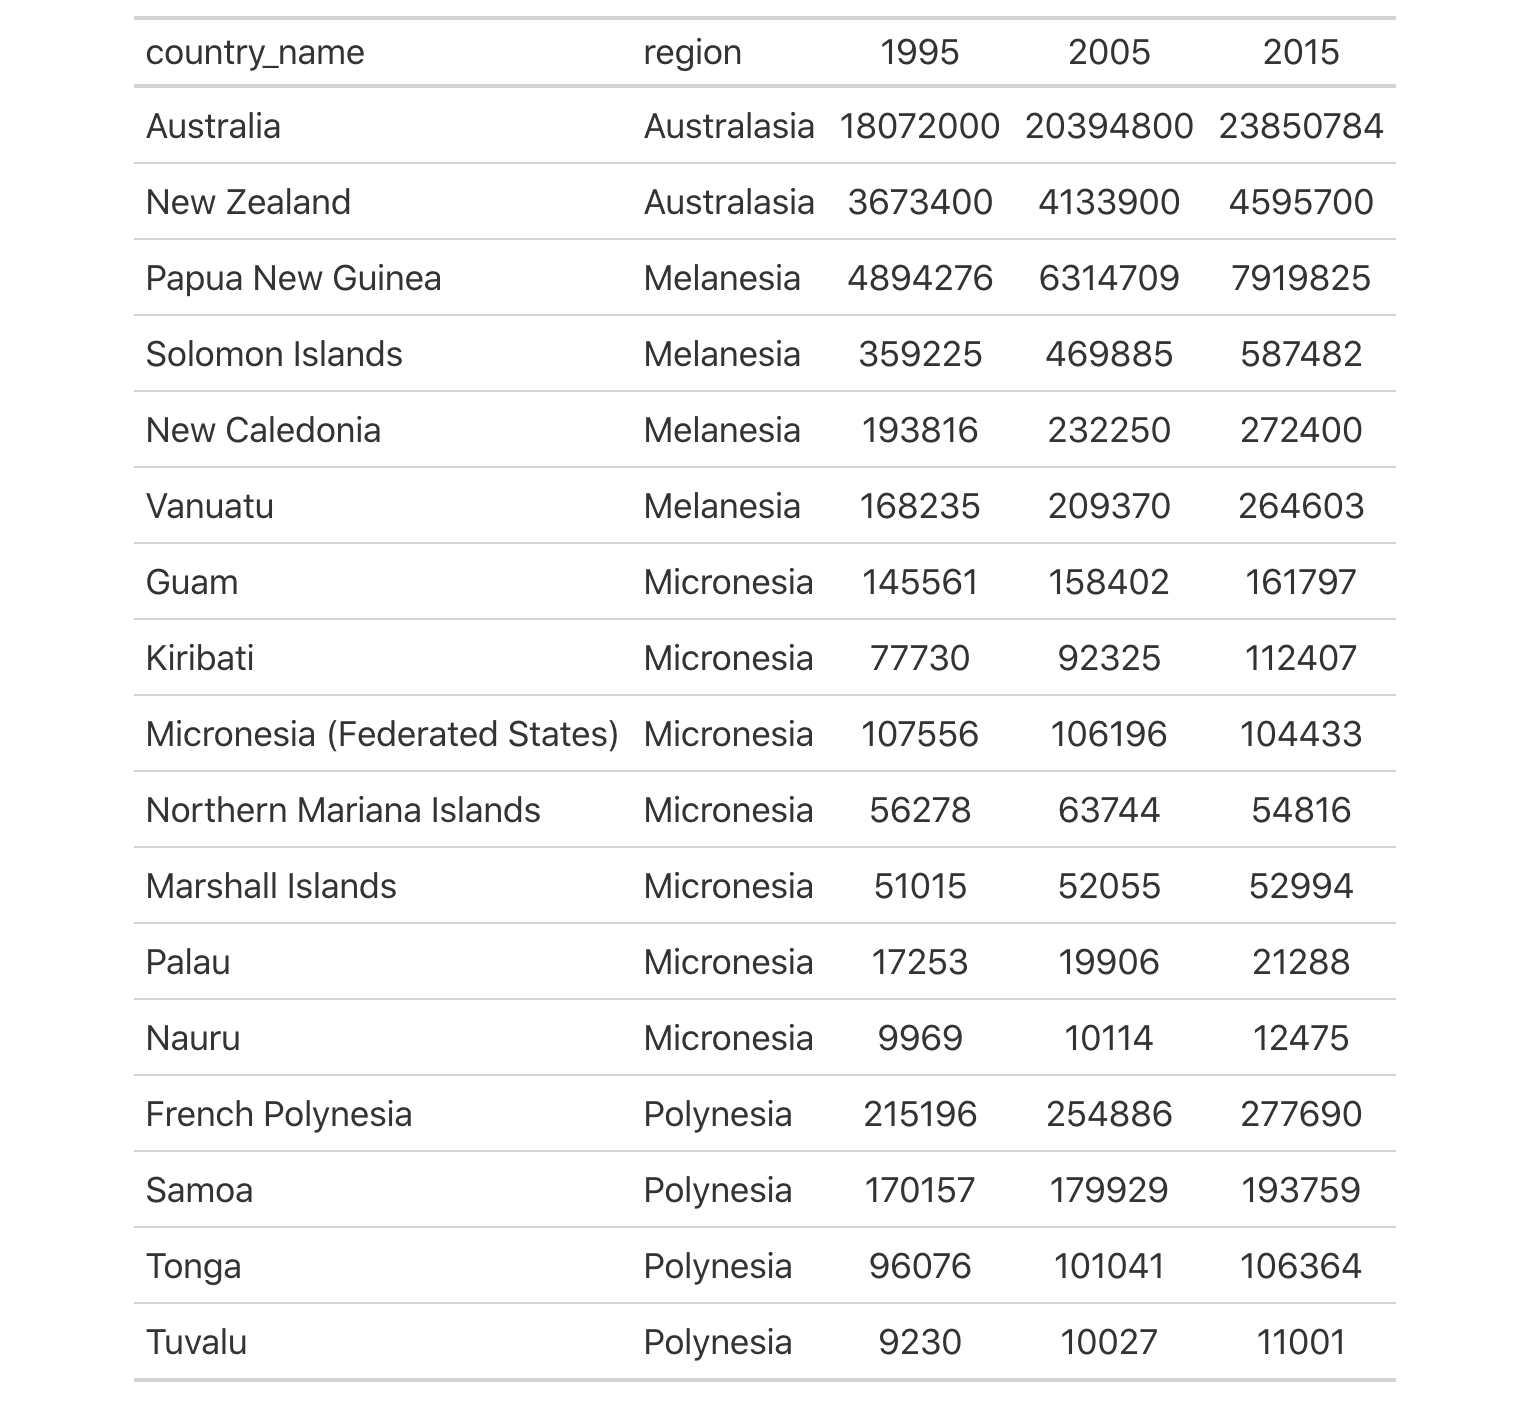 country_name region 1995 2005 2015
Australia Australasia 18072000 20394800 23850784
New Zealand Australasia 3673400 4133900 4595700
Papua New Guinea Melanesia 4894276 6314709 7919825
Solomon Islands Melanesia 359225 469885 587482
New Caledonia Melanesia 193816 232250 272400
Vanuatu Melanesia 168235 209370 264603
Guam Micronesia 145561 158402 161797
Kiribati Micronesia 77730 92325 112407
Micronesia (Federated States) Micronesia 107556 106196 104433
Northern Mariana Islands Micronesia 56278 63744 54816
Marshall Islands Micronesia 51015 52055 52994
Palau Micronesia 17253 19906 21288
Nauru Micronesia 9969 10114 12475
French Polynesia Polynesia 215196 254886 277690
Samoa Polynesia 170157 179929 193759
Tonga Polynesia 96076 101041 106364
Tuvalu Polynesia 9230 10027 11001